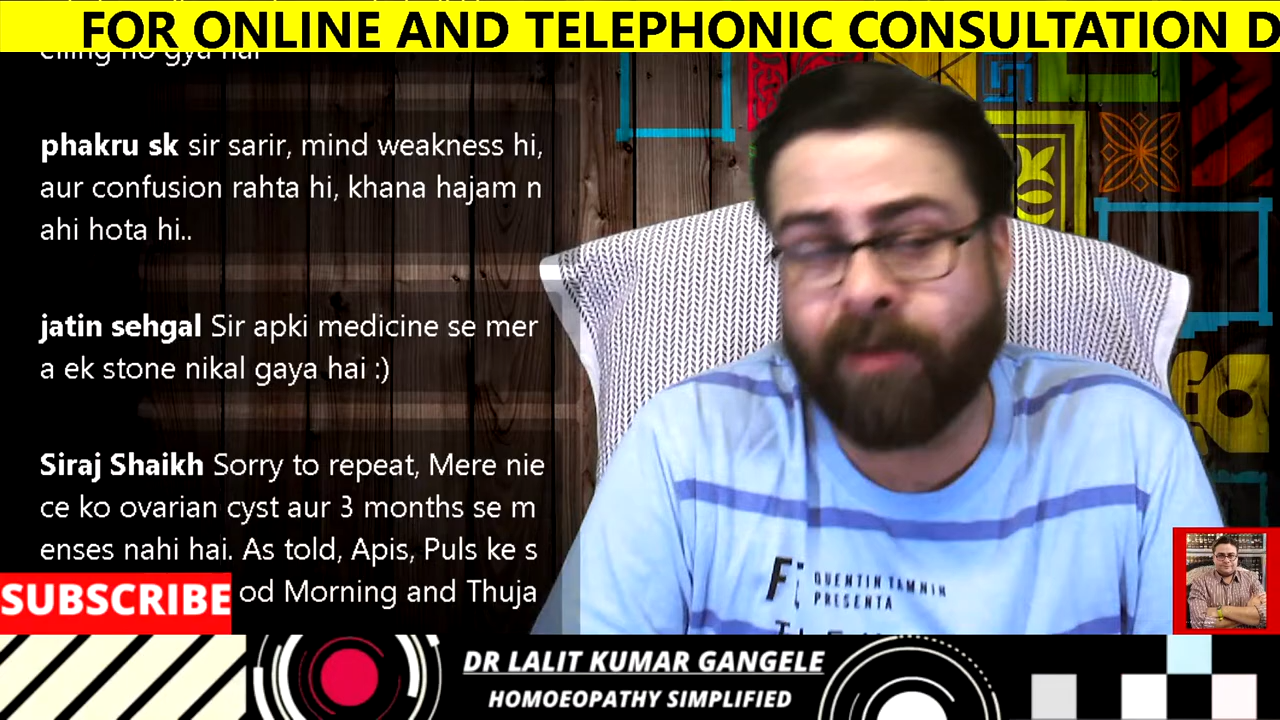 FOR ONLINE AND TELEPHONIC CONSULTATION D
phakru sk sir sarir, mind weakness hi,
aur confusion rahta hi, khana hajam n
ahi hota hi..
jatin sehgal Sir apki medicine se mer
a ek stone nikal gaya hai :)
Siraj Shaikh Sorry to repeat, Mere nie
ce ko ovarian cyst aur 3 months se m
enses nahi hai. As told, Apis, Puls ke s
od Morning and Thuja
SUBSCRIBE
QUENTIN
PRESENTA
DR LALIT KUMAR GANGELE
HOMOEOPATHY SIMPLIFIED